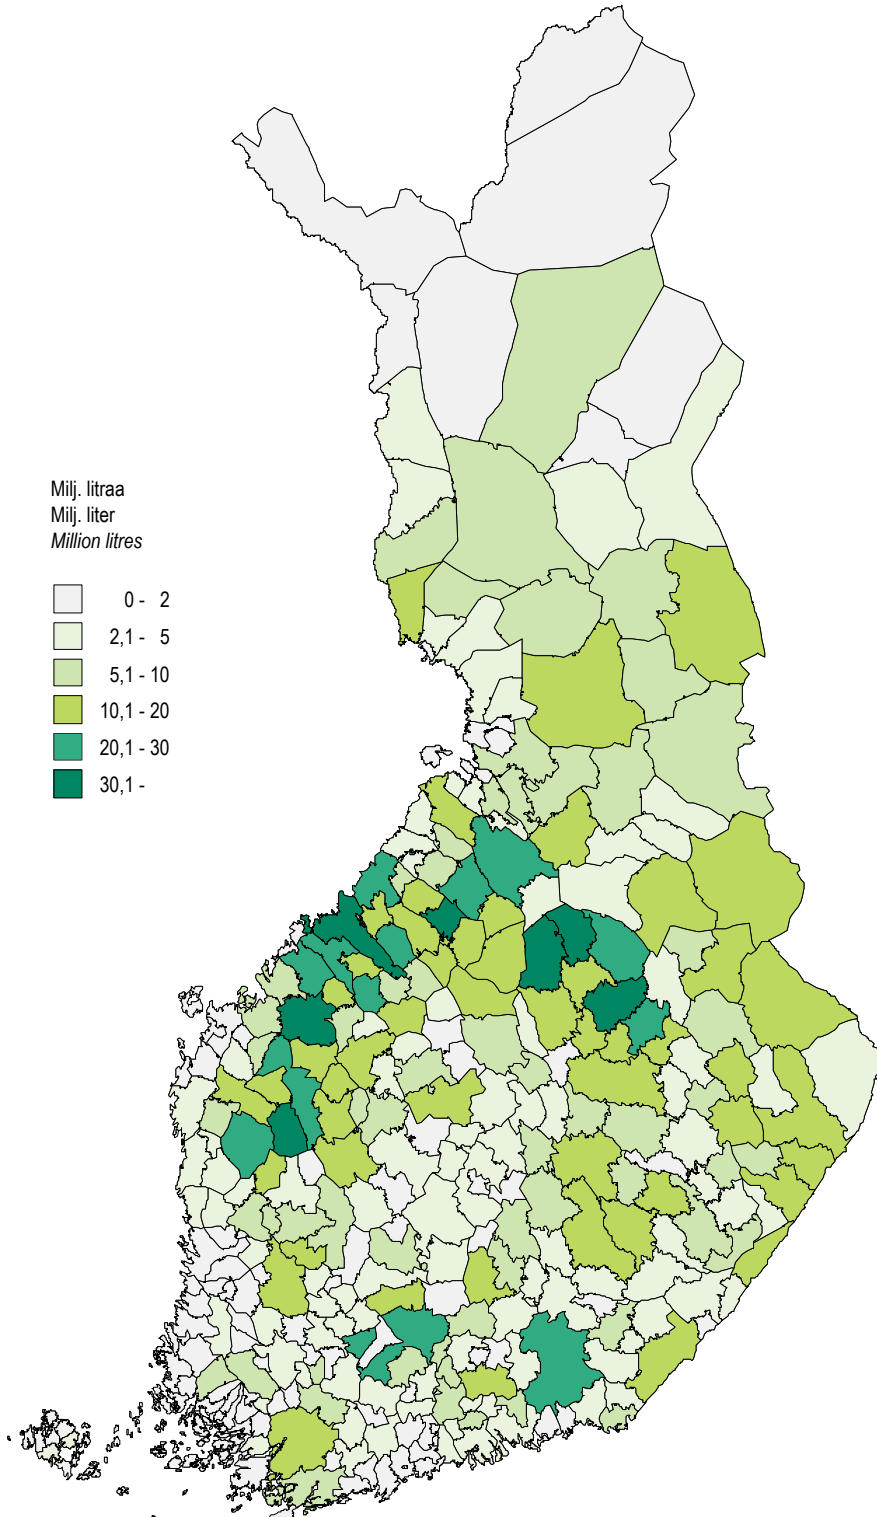 Milj. litraa
Milj. liter
Million litres
0 - 2
2,1 - 5
5,1 - 10
10,1 - 20
20,1 - 30
30,1 -